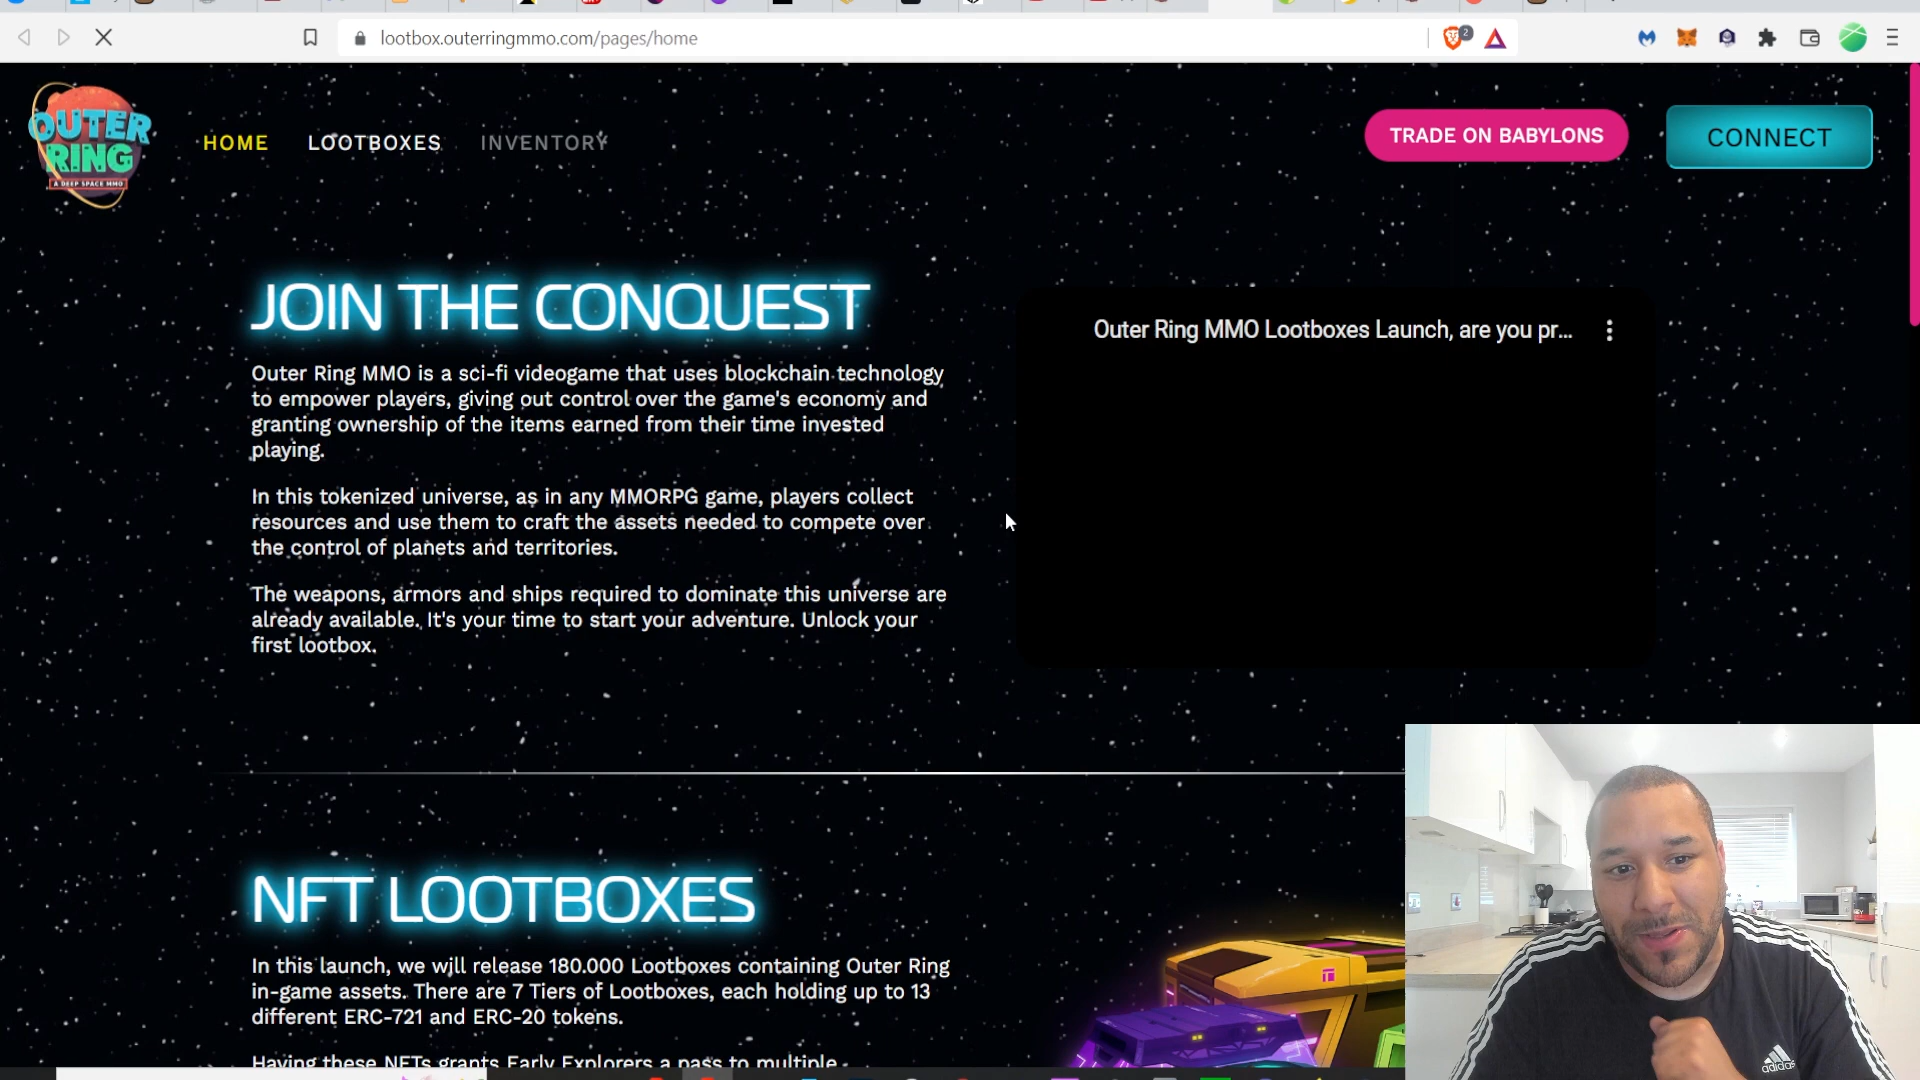 lootbox.outerringmmo.com/pages/home
2
OUTER
RING
A DEEP SPACE MMO
HOME
LOOTBOXES
INVENTORY
TRADE ON BABYLONS
CONNECT
JOIN THE CONQUEST
Outer Ring MMO is a sci-fi videogame that uses blockchain technology
to empower players, giving out control over the game's economy and
granting ownership of the items earned from their time invested
playing.
In this tokenized universe, as in any MMORPG game, players collect
resources and use them to craft the assets needed to compete over
the control of planets and territories.
The weapons, armors and ships required to dominate this universe are
already available. It's your time to start your adventure. Unlock your
first lootbox.
Outer Ring MMO Lootboxes Launch, are you pr...
NFT LOOTBOXES
In this launch, we will release 180.000 Lootboxes containing Outer Ring
in-game assets. There are 7 Tiers of Lootboxes, each holding up to 13
different ERC-721 and ERC-20 tokens.
Having these NFTs grants Early Explorers a pass to multiple
adidas